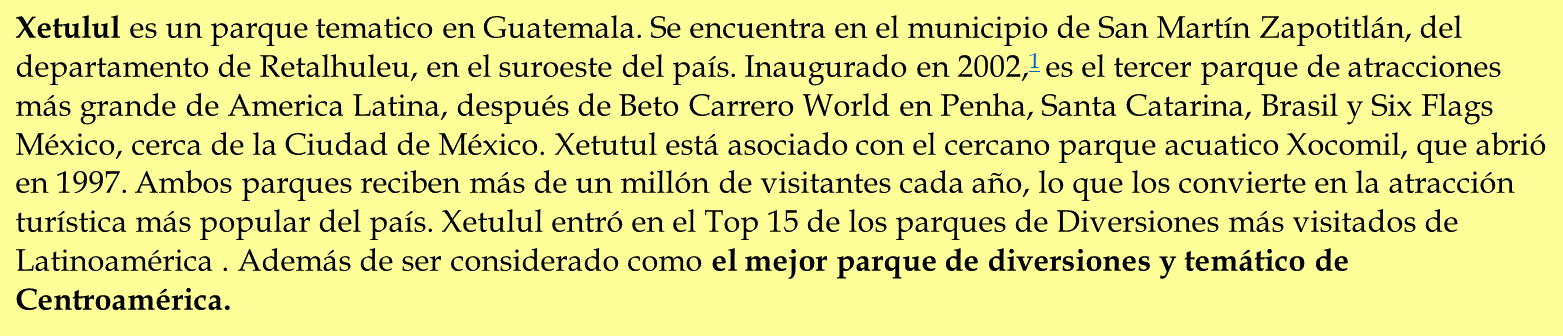 Xetulul es un parque tematico en Guatemala. Se encuentra en el municipio de San Martín Zapotitlán, del
departamento de Retalhuleu, en el suroeste del país. Inaugurado en 2002,1 es el tercer parque de atracciones
más grande de America Latina, después de Beto Carrero World en Penha, Santa Catarina, Brasil y Six Flags
México, cerca de la Ciudad de México. Xetutul está asociado con el cercano parque acuatico Xocomil, que abrió
en 1997. Ambos parques reciben más de un millón de visitantes cada año, lo que los convierte en la atracción
turística más popular del país. Xetulul entró en el Top 15 de los parques de Diversiones más visitados de
Latinoamérica . Además de ser considerado como el mejor parque de diversiones y temático de
Centroamérica.